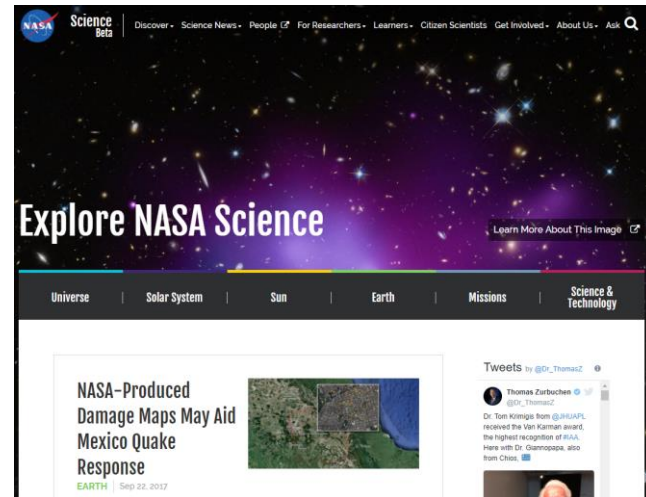 NASA
Science
Beta
Discover Science News People For Researchers Learners Citizen Scientists Get Involved About Us Ask
Explore NASA Science
Learn More About This Image
Universe | Solar System | Sun | Earth | Missions | Science &
Technology
NASA-Produced
Damage Maps May Aid
Mexico Quake
Response
EARTH | Sep 22, 2017
Tweets by @Dr_ThomasZ
Thomas Zurbuchen
@Dr_ThomasZ
Dr. Tom Krimigis from @JHUAPL
received the Van Karman award,
the highest recognition of #IAA.
Here with Dr. Giannopapa, also
from Chios,